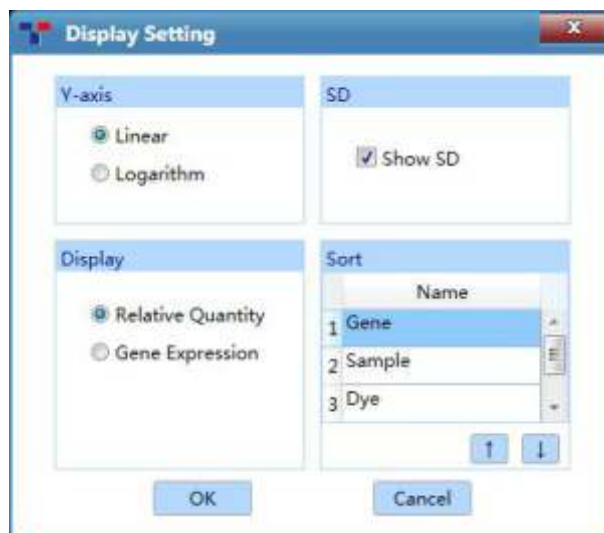 Display Setting
x
Y-axis
Linear
Logarithm
SD
Show SD
Display
Relative Quantity
Gene Expression
Sort
Name
1 Gene
2 Sample
3 Dye
↑ ↓
OK
Cancel